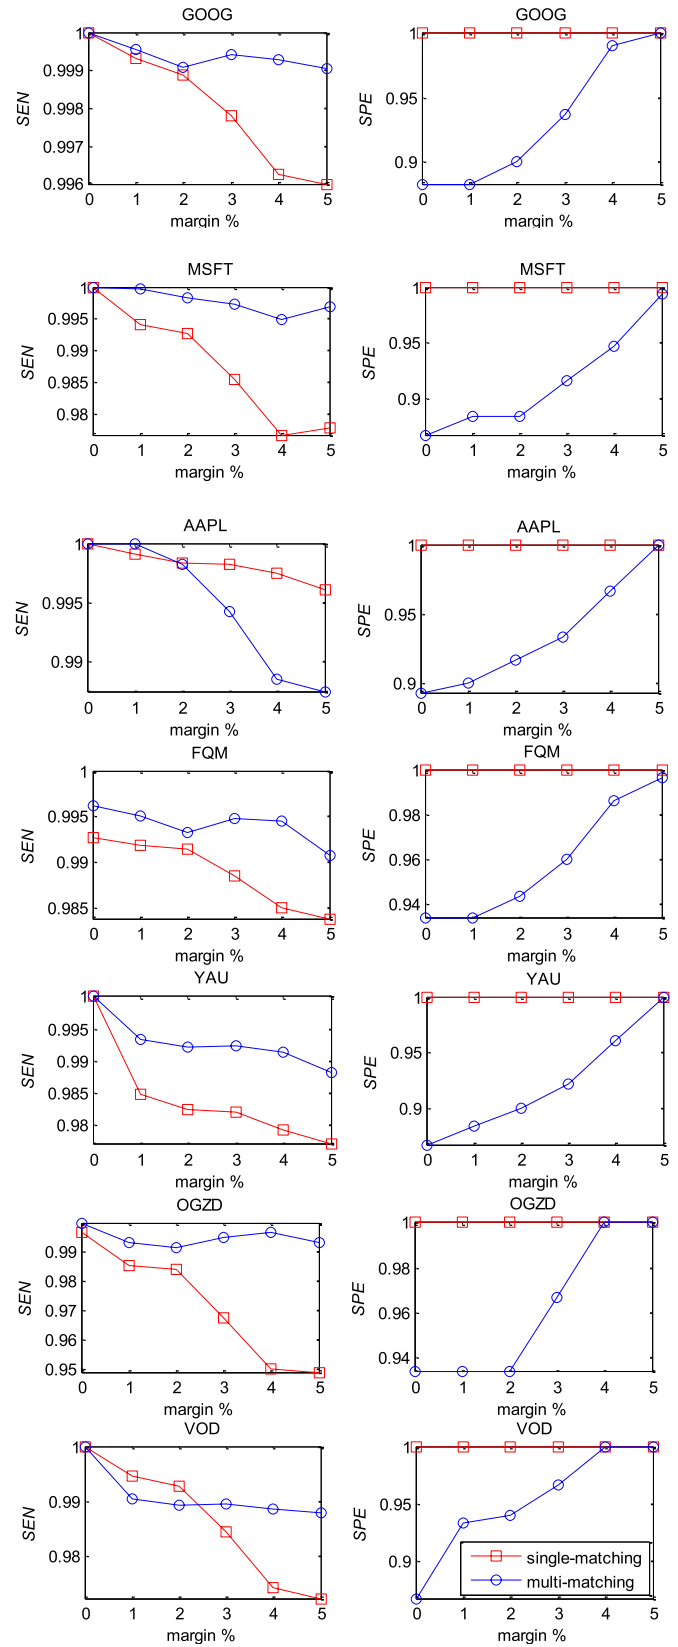 GOOG
1
0.999
0.998
0.997
0.996
SEN
0 1 2 3 4 5
margin %
GOOG
1
0.95
0.9
SPE
0 1 2 3 4 5
margin %
MSFT
1
0.995
0.99
0.985
0.98
SEN
0 1 2 3 4 5
margin %
MSFT
1
0.95
0.9
SPE
0 1 2 3 4 5
margin %
AAPL
1
0.995
0.99
SEN
0 1 2 3 4 5
margin %
AAPL
1
0.95
0.9
SPE
0 1 2 3 4 5
margin %
FQM
1
0.995
0.99
0.985
SEN
0 1 2 3 4 5
margin %
FQM
1
0.98
0.96
0.94
SPE
0 1 2 3 4 5
margin %
YAU
1
0.995
0.99
0.985
0.98
SEN
0 1 2 3 4 5
margin %
YAU
1
0.95
0.9
SPE
0 1 2 3 4 5
margin %
OGZD
0.99
0.97
0.96
0.95
SEN
0 1 2 3 4 5
margin %
OGZD
1
0.98
0.96
0.94
SPE
0 1 2 3 4 5
margin %
VOD
1
0.99
0.98
SEN
0 1 2 3 4 5
margin %
VOD
1
0.95
0.9
SPE
single-matching
multi-matching
0 1 2 3 4 5
margin %